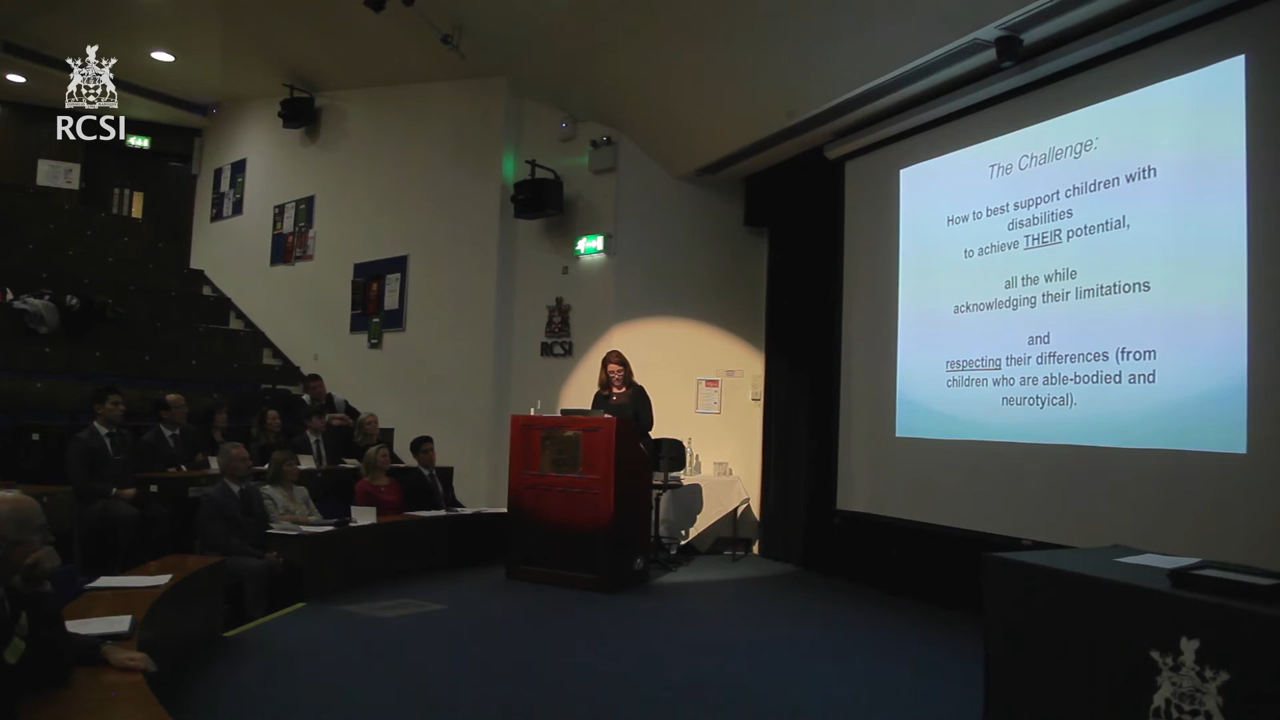 RCSI
RCSI
The Challenge:
How to best support children with
disabilities
to achieve THEIR potential,
all the while
acknowledging their limitations
and
respecting their differences (from
children who are able-bodied and
neurotyical).